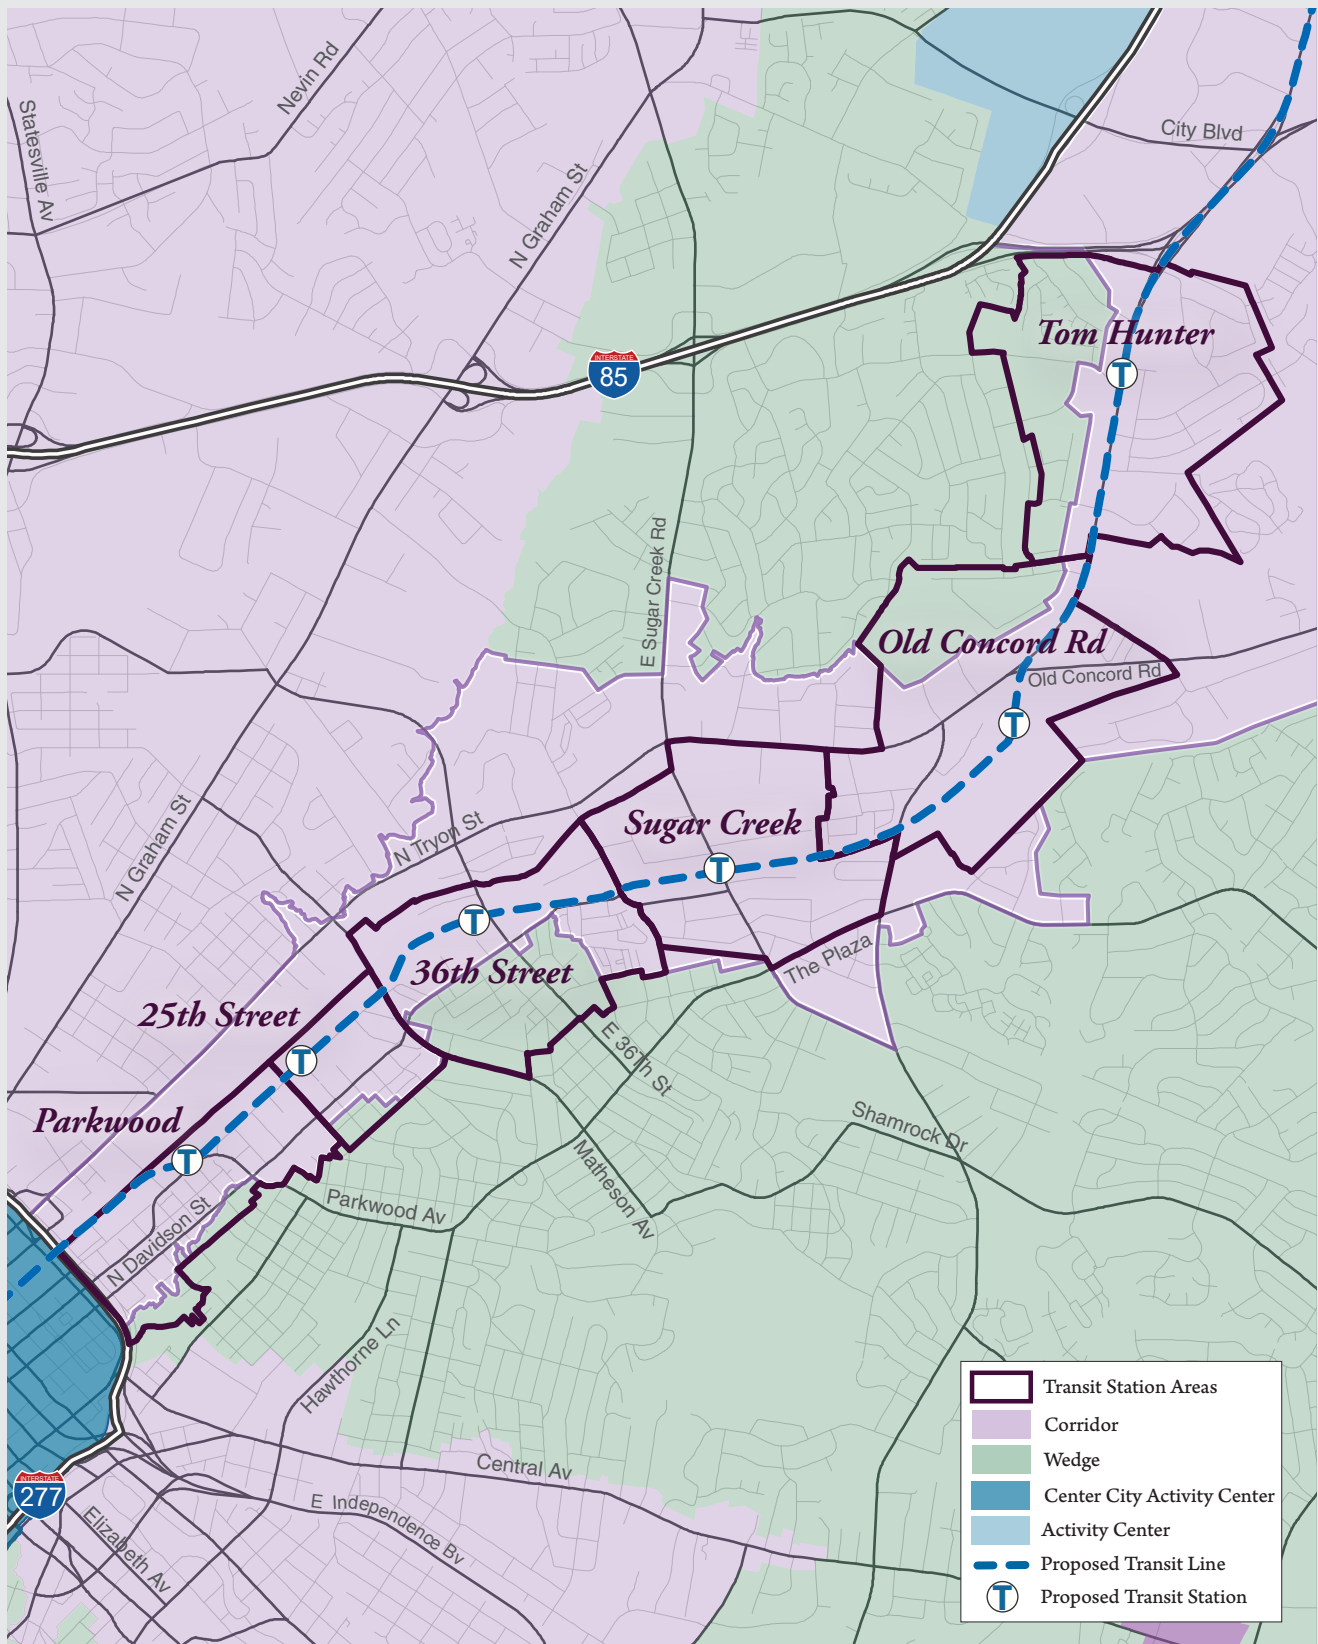 Nevin Rd
Statesville Av
N Graham St
City Blvd
Tom Hunter
T
INTERSTATE
85
E Sugar Creek Rd
Old Concord Rd
Old Concord Rd
T
N Graham St
N Tryon St
Sugar Creek
T
T
The Plaza
36th Street
25th Street
E 36Th St
T
Parkwood
T
Shamrock Dr
Matheson Av
Parkwood Av
N Davidson St
Hawthorne Ln
Central Av
E Independence Bv
INTERSTATE
277
Elizabeth Av
Transit Station Areas
Corridor
Wedge
Center City Activity Center
Activity Center
Proposed Transit Line
T
Proposed Transit Station